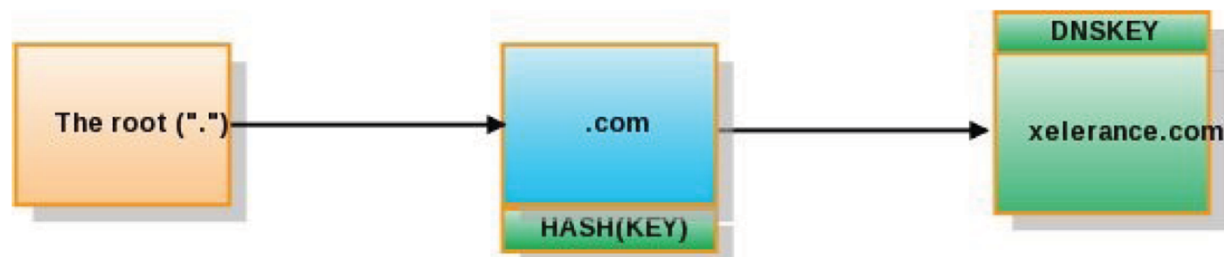 The root (".")
.com
HASH(KEY)
DNSKEY
xelerance.com